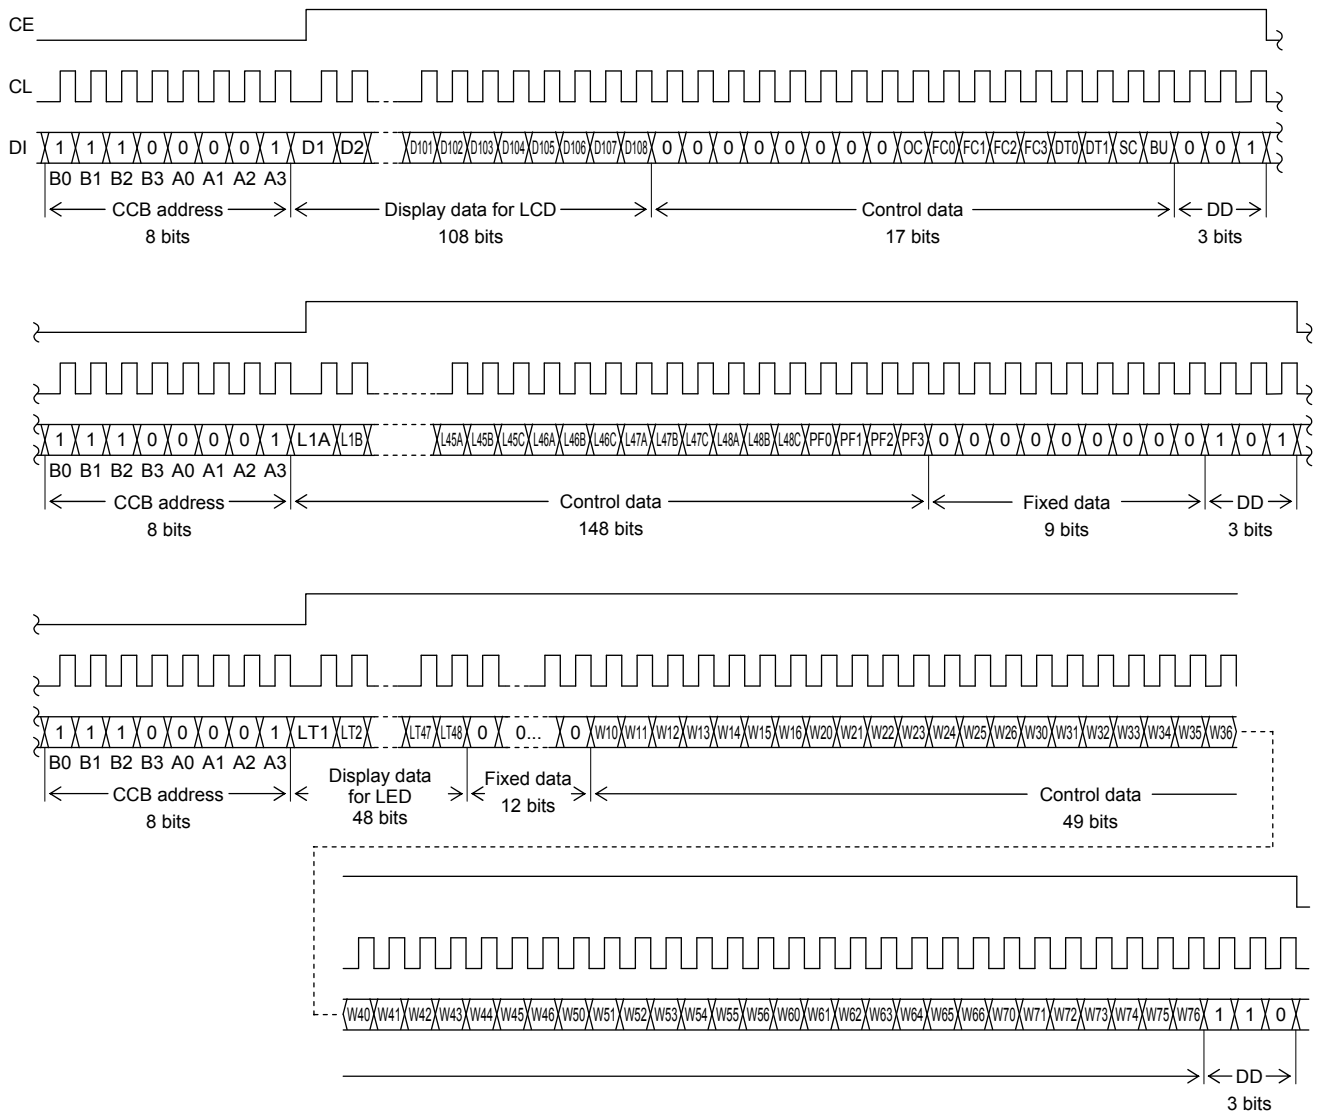 CE
CL
DI 1 1 1 0 0 0 0 1 D1 D2 D101 D102 D103 D104 D105 D106 D107 D108 0 0 0 0 0 0 0 0 OC FC0 FC1 FC2 FC3 DT0 DT1 SC BU 0 0 1
B0 B1 B2 B3 A0 A1 A2 A3
CCB address Display data for LCD Control data DD
8 bits 108 bits 17 bits 3 bits
1 1 1 0 0 0 0 1 L1A L1B L45A L45B L45C L46A L46B L46C L47A L47B L47C L48A L48B L48C PF0 PF1 PF2 PF3 0 0 0 0 0 0 0 0 0 1 0 1
B0 B1 B2 B3 A0 A1 A2 A3
CCB address Control data Fixed data DD
8 bits 148 bits 9 bits 3 bits
1 1 1 0 0 0 0 1 LT1 LT2 LT47 LT48 0 0... 0 W10 W11 W12 W13 W14 W15 W16 W20 W21 W22 W23 W24 W25 W26 W30 W31 W32 W33 W34 W35 W36
B0 B1 B2 B3 A0 A1 A2 A3
CCB address Display data for LED Fixed data Control data
8 bits 48 bits 12 bits 49 bits
W40 W41 W42 W43 W44 W45 W46 W50 W51 W52 W53 W54 W55 W56 W60 W61 W62 W63 W64 W65 W66 W70 W71 W72 W73 W74 W75 W76 1 1 0
DD
3 bits